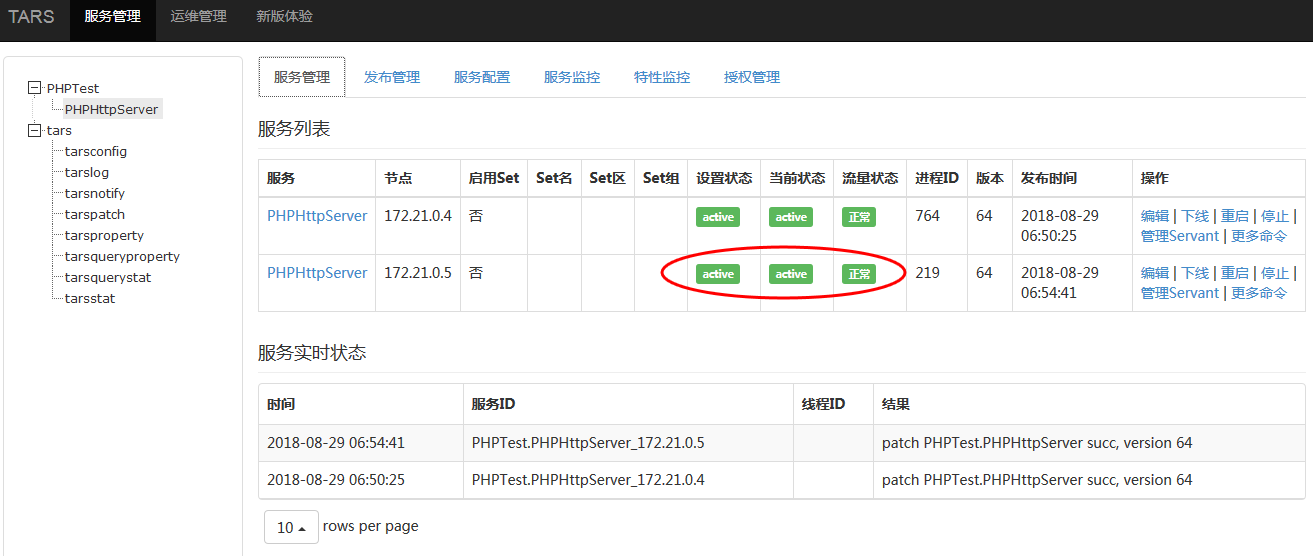 TARS 服务管理 运维管理 新版体验
PHPTest
PHPHttpServer
tars
tarsconfig
tarslog
tarsnotify
tarspatch
tarsproperty
tarsqueryproperty
tarsquerystat
tarsstat
服务管理 发布管理 服务配置 服务监控 特性监控 授权管理
服务列表
服务 节点 启用Set Set名 Set区 Set组 设置状态 当前状态 流量状态 进程ID 版本 发布时间 操作
PHPHttpServer 172.21.0.4 否 active active 正常 764 64 2018-08-29 编辑 | 下线 | 重启 | 停止 |
06:50:25 管理Servant | 更多命令
PHPHttpServer 172.21.0.5 否 active active 正常 219 64 2018-08-29 编辑 | 下线 | 重启 | 停止 |
06:54:41 管理Servant | 更多命令
服务实时状态
时间 服务ID 线程ID 结果
2018-08-29 06:54:41 PHPTest.PHPHttpServer_172.21.0.5 patch PHPTest.PHPHttpServer succ, version 64
2018-08-29 06:50:25 PHPTest.PHPHttpServer_172.21.0.4 patch PHPTest.PHPHttpServer succ, version 64
10 rows per page